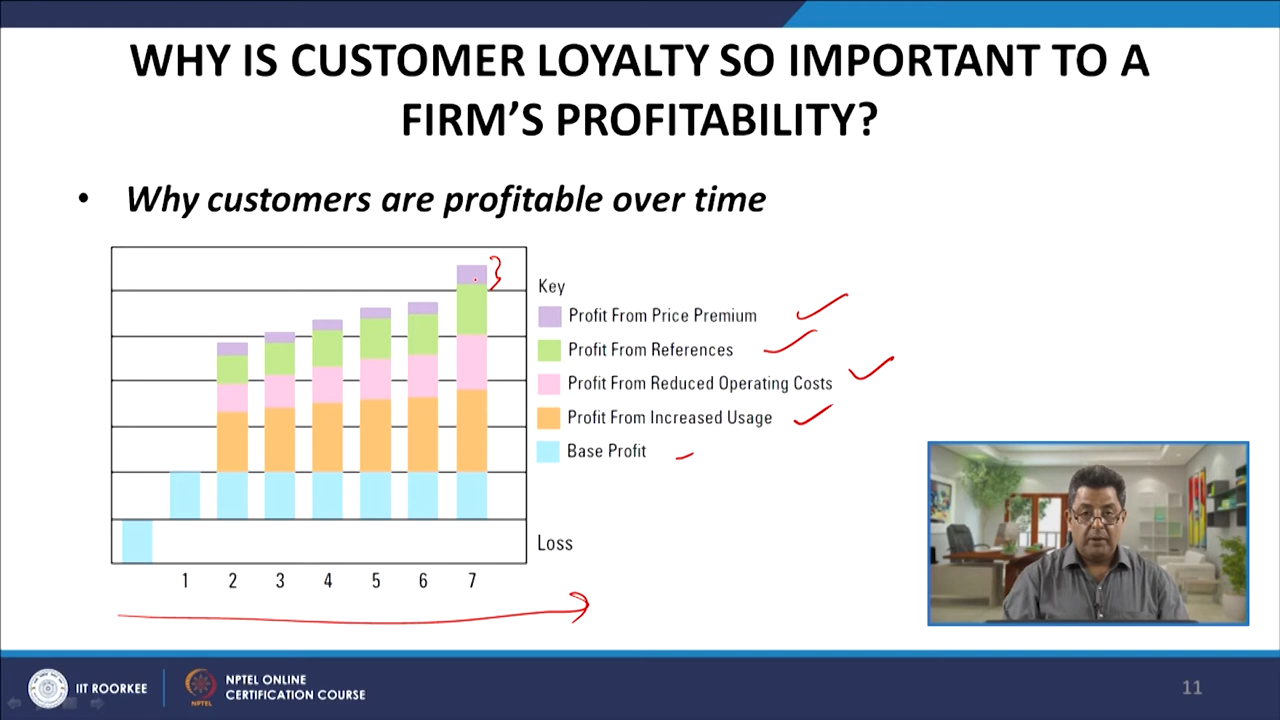 WHY IS CUSTOMER LOYALTY SO IMPORTANT TO A
FIRM'S PROFITABILITY?
• Why customers are profitable over time
Key
Profit From Price Premium
Profit From References
Profit From Reduced Operating Costs
Profit From Increased Usage
Base Profit
Loss
1 2 3 4 5 6 7
IIT ROORKEE
NPTEL
NPTEL ONLINE
CERTIFICATION COURSE
11